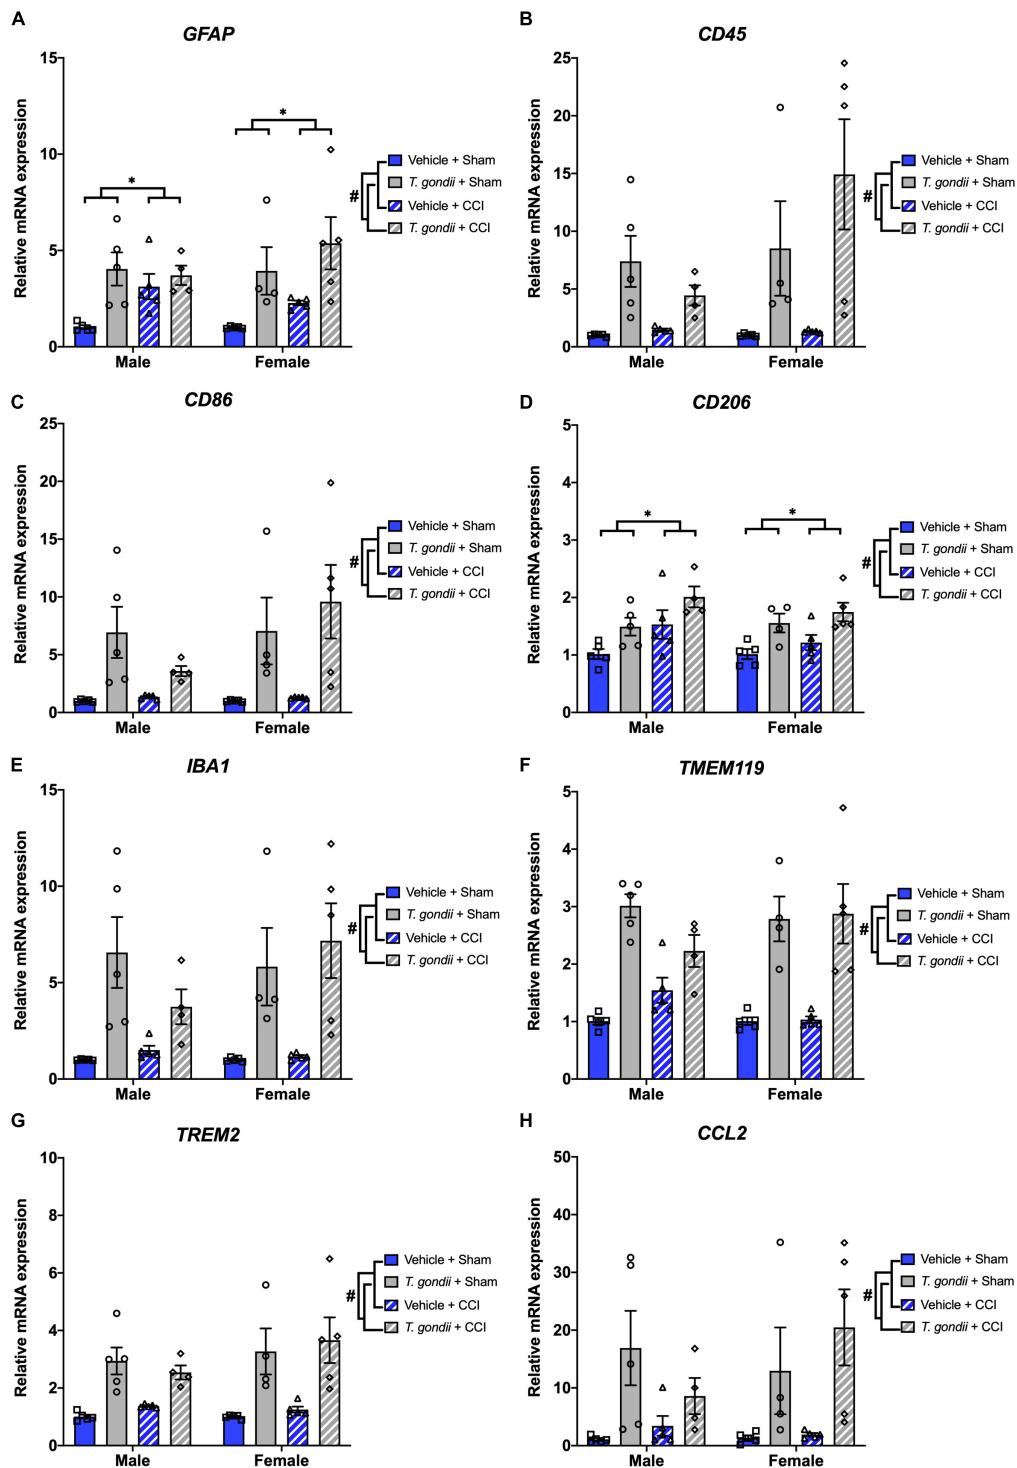 A
GFAP
Relative mRNA expression
15
10
5
0
*
*
Male
Female
#
Vehicle + Sham
T. gondii + Sham
Vehicle + CCI
T. gondii + CCI
B
CD45
Relative mRNA expression
25
20
15
10
5
0
Male
Female
#
Vehicle + Sham
T. gondii + Sham
Vehicle + CCI
T. gondii + CCI
C
CD86
Relative mRNA expression
25
20
15
10
5
0
Male
Female
#
Vehicle + Sham
T. gondii + Sham
Vehicle + CCI
T. gondii + CCI
D
CD206
Relative mRNA expression
5
4
3
2
1
0
*
*
Male
Female
#
Vehicle + Sham
T. gondii + Sham
Vehicle + CCI
T. gondii + CCI
E
IBA1
Relative mRNA expression
15
10
5
0
Male
Female
#
Vehicle + Sham
T. gondii + Sham
Vehicle + CCI
T. gondii + CCI
F
TMEM119
Relative mRNA expression
5
4
3
2
1
0
Male
Female
#
Vehicle + Sham
T. gondii + Sham
Vehicle + CCI
T. gondii + CCI
G
TREM2
Relative mRNA expression
10
8
6
4
2
0
Male
Female
#
Vehicle + Sham
T. gondii + Sham
Vehicle + CCI
T. gondii + CCI
H
CCL2
Relative mRNA expression
50
40
30
20
10
0
Male
Female
#
Vehicle + Sham
T. gondii + Sham
Vehicle + CCI
T. gondii + CCI